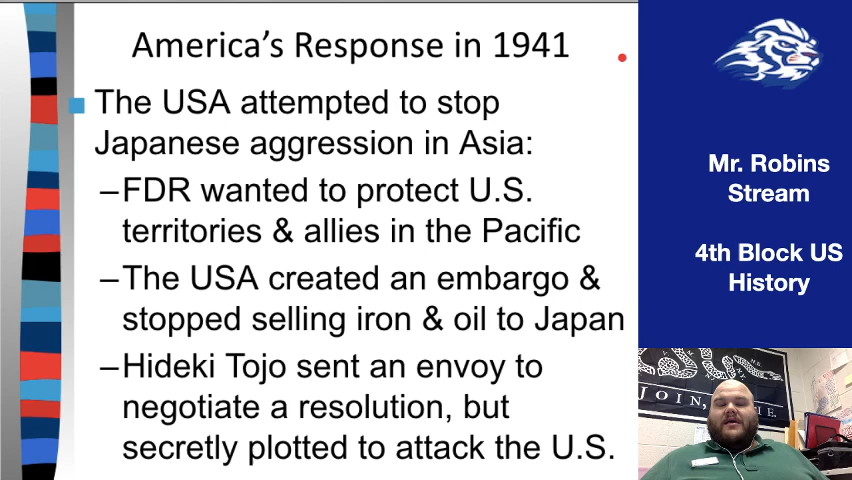 America's Response in 1941
The USA attempted to stop
Japanese aggression in Asia:
–FDR wanted to protect U.S.
territories & allies in the Pacific
–The USA created an embargo &
stopped selling iron & oil to Japan
–Hideki Tojo sent an envoy to
negotiate a resolution, but
secretly plotted to attack the U.S.
Mr. Robins
Stream
4th Block US
History
JOIN,